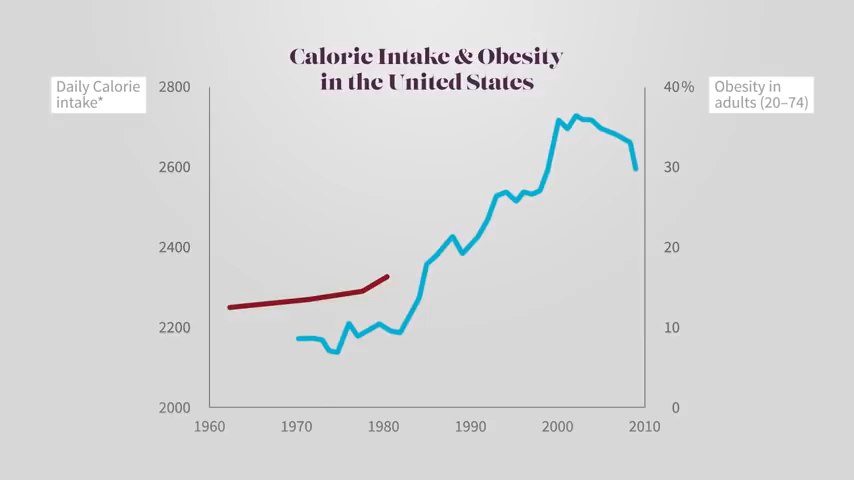 Caloric Intake & Obesity
in the United States
Daily Calorie
intake*
2800
2600
2400
2200
2000
40%
30
20
10
0
Obesity in
adults (20–74)
1960 1970 1980 1990 2000 2010